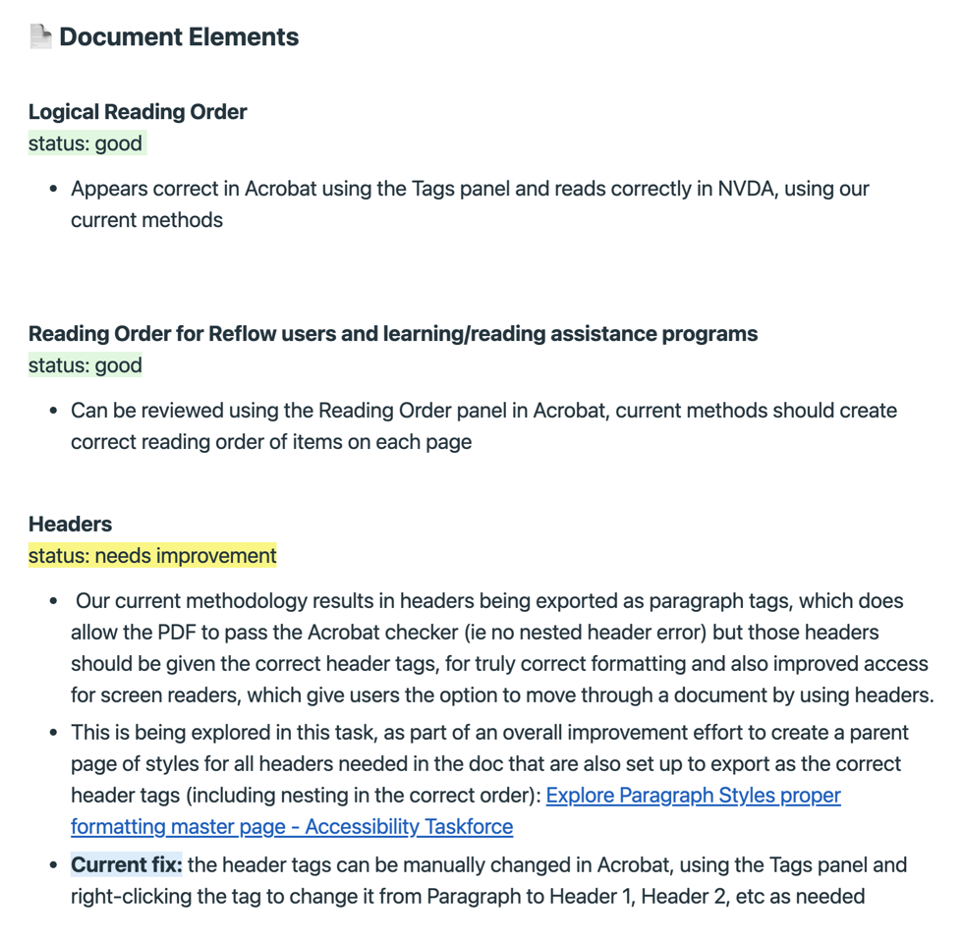 Document Elements
Logical Reading Order
status: good
• Appears correct in Acrobat using the Tags panel and reads correctly in NVDA, using our
current methods
Reading Order for Reflow users and learning/reading assistance programs
status: good
• Can be reviewed using the Reading Order panel in Acrobat, current methods should create
correct reading order of items on each page
Headers
status: needs improvement
• Our current methodology results in headers being exported as paragraph tags, which does
allow the PDF to pass the Acrobat checker (ie no nested header error) but those headers
should be given the correct header tags, for truly correct formatting and also improved access
for screen readers, which give users the option to move through a document by using headers.
• This is being explored in this task, as part of an overall improvement effort to create a parent
page of styles for all headers needed in the doc that are also set up to export as the correct
header tags (including nesting in the correct order): Explore Paragraph Styles proper
formatting master page - Accessibility Taskforce
• Current fix: the header tags can be manually changed in Acrobat, using the Tags panel and
right-clicking the tag to change it from Paragraph to Header 1, Header 2, etc as needed